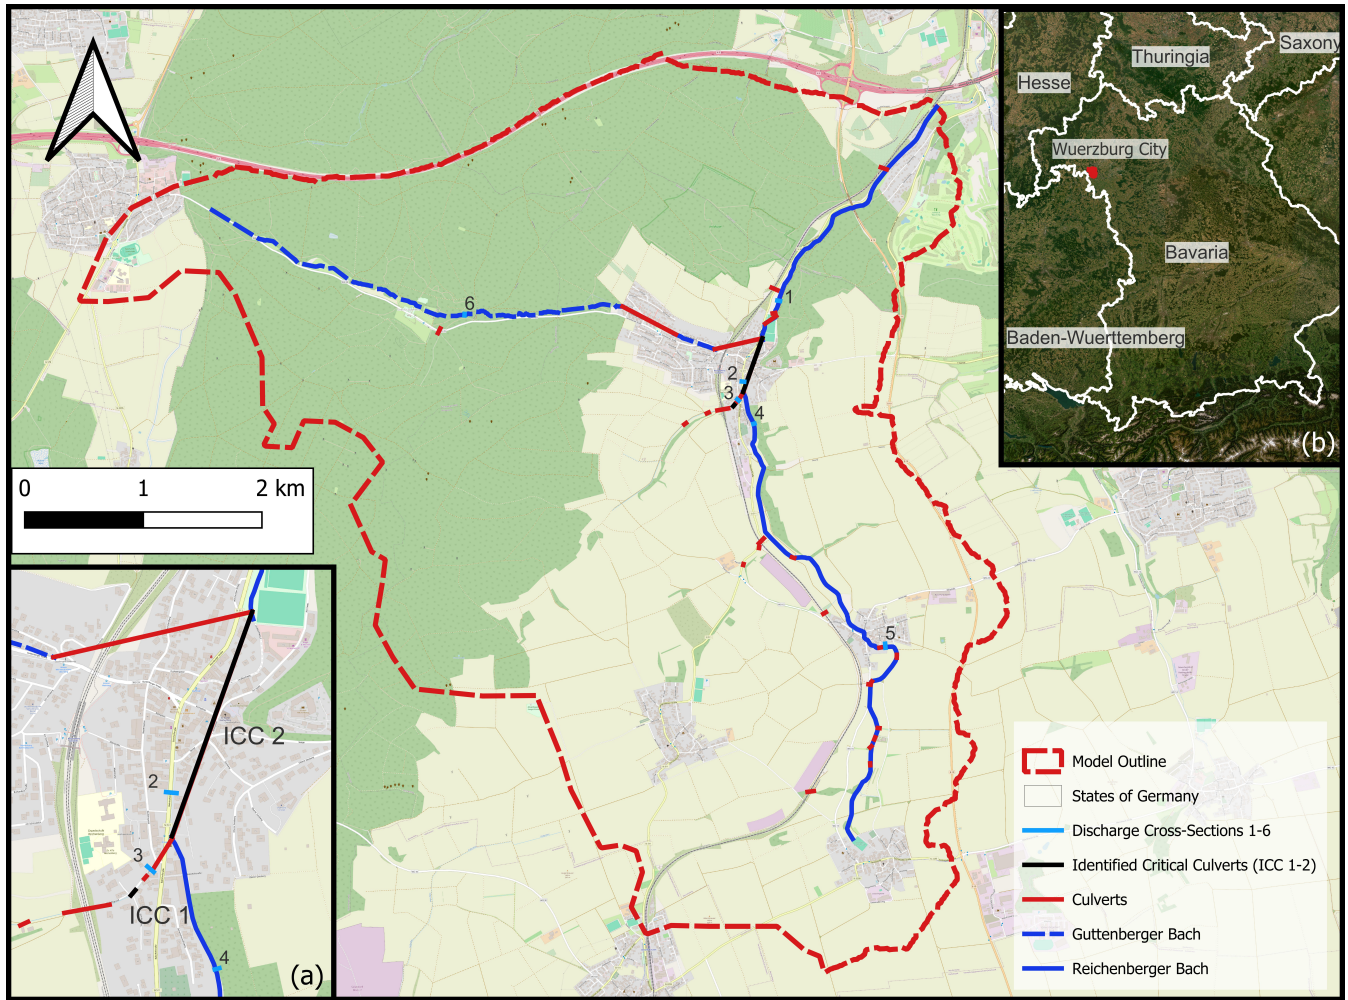 Hesse
Thuringia
Saxony
Wuerzburg City
Bavaria
Baden-Wuerttemberg
(b)
6
1
2
3
4
5
0 1 2 km
ICC 2
2
3
ICC 1
4
(a)
Model Outline
States of Germany
Discharge Cross-Sections 1-6
Identified Critical Culverts (ICC 1-2)
Culverts
Guttenberger Bach
Reichenberger Bach